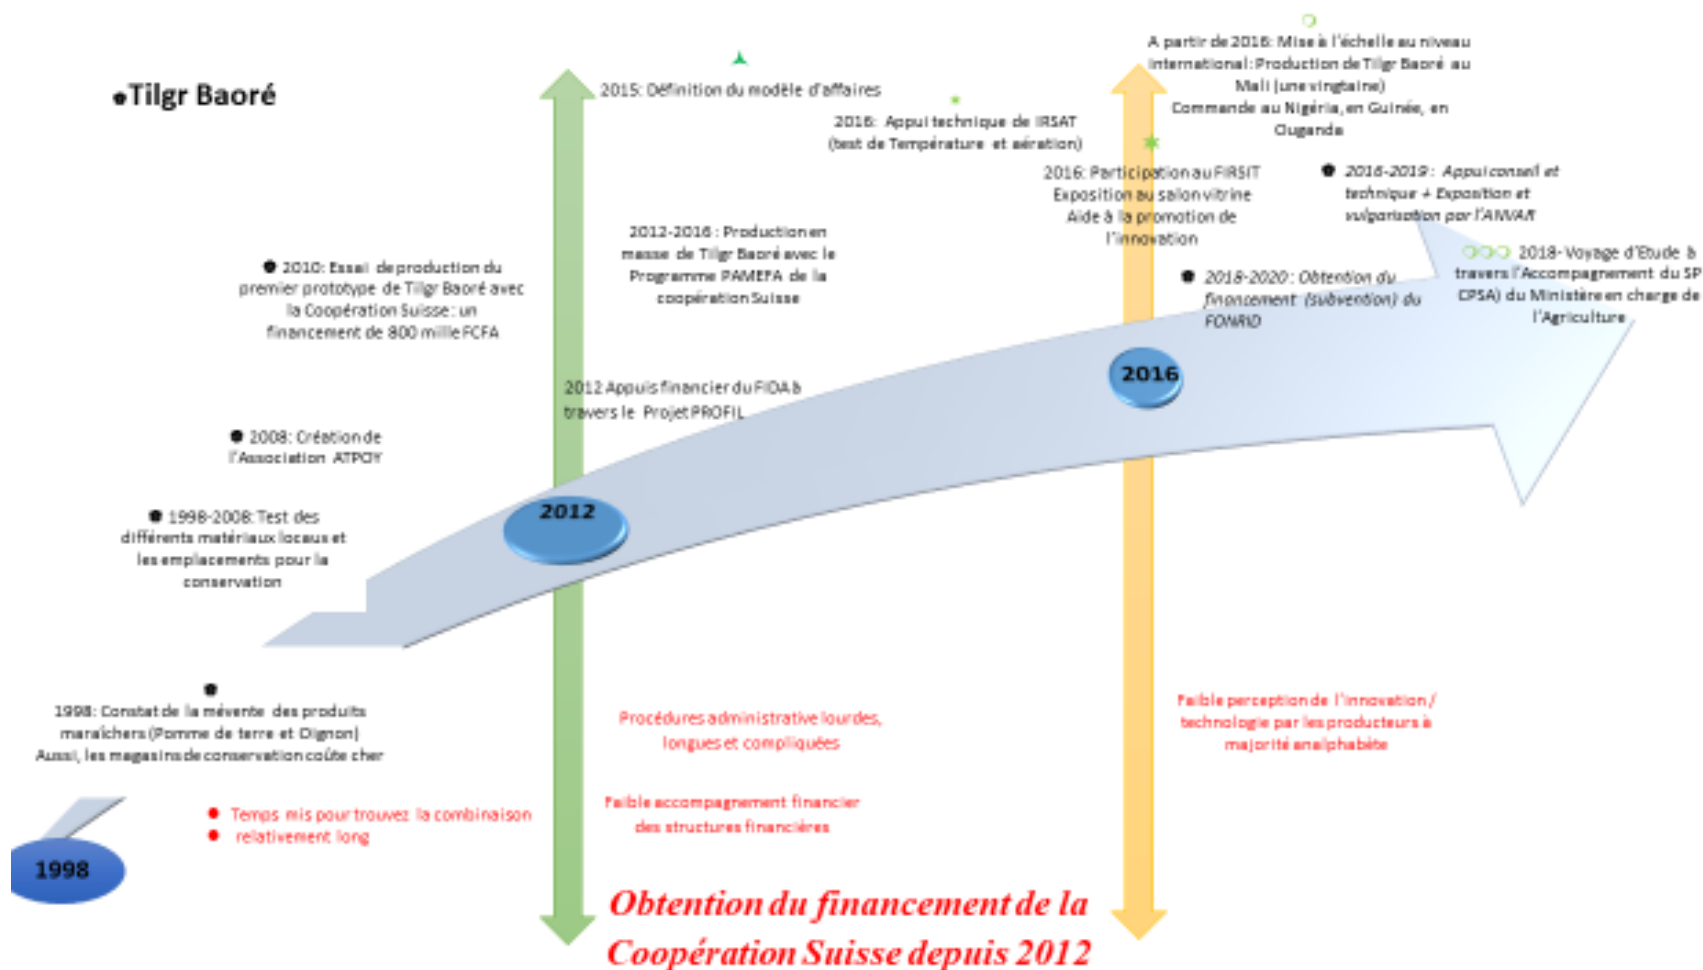 Tilgr Baoré
2015: Définition du modèle d'affaires
2016: Appui technique de IRSAT
(test de Température et aération)
A partir de 2016: Mise à l'échelle au niveau
International: Production de Tilgr Baoré au
Mali (une vingtaine)
Commande au Nigéria, en Guinée, en
Ouganda
2016: Participation au FIRSIT
Exposition au salon vitrine
Aide à la promotion de
l'innovation
2016-2019 : Appui conseil et
technique + Exposition et
vulgarisation par l'ANVAR
2018- Voyage d'Etude à
travers l'Accompagnement du SP
CPSA) du Ministère en charge de
l'Agriculture
2018-2020 : Obtention du
financement (subvention) du
FONRID
2012-2016 : Production en
masse de Tilgr Baoré avec le
Programme PAMEFA de la
coopération Suisse
2010: Essai de production du
premier prototype de Tilgr Baoré avec
la Coopération Suisse: un
financement de 800 mille FCFA
2012 Appuis financier du FIDA à
travers le Projet PROFIL
2016
2008: Création de
l'Association ATPOY
2012
1998-2008: Test des
différents matériaux locaux et
les emplacements pour la
conservation
1998: Constat de la mévente des produits
maraîchers (Pomme de terre et Oignon)
Aussi, les magasins de conservation coûte cher
Procédures administrative lourdes,
longues et compliquées
Faible perception de l'innovation /
technologie par les producteurs à
majorité analphabète
Temps mis pour trouvez la combinaison
relativement long
Faible accompagnement financier
des structures financières
1998
Obtention du financement de la
Coopération Suisse depuis 2012